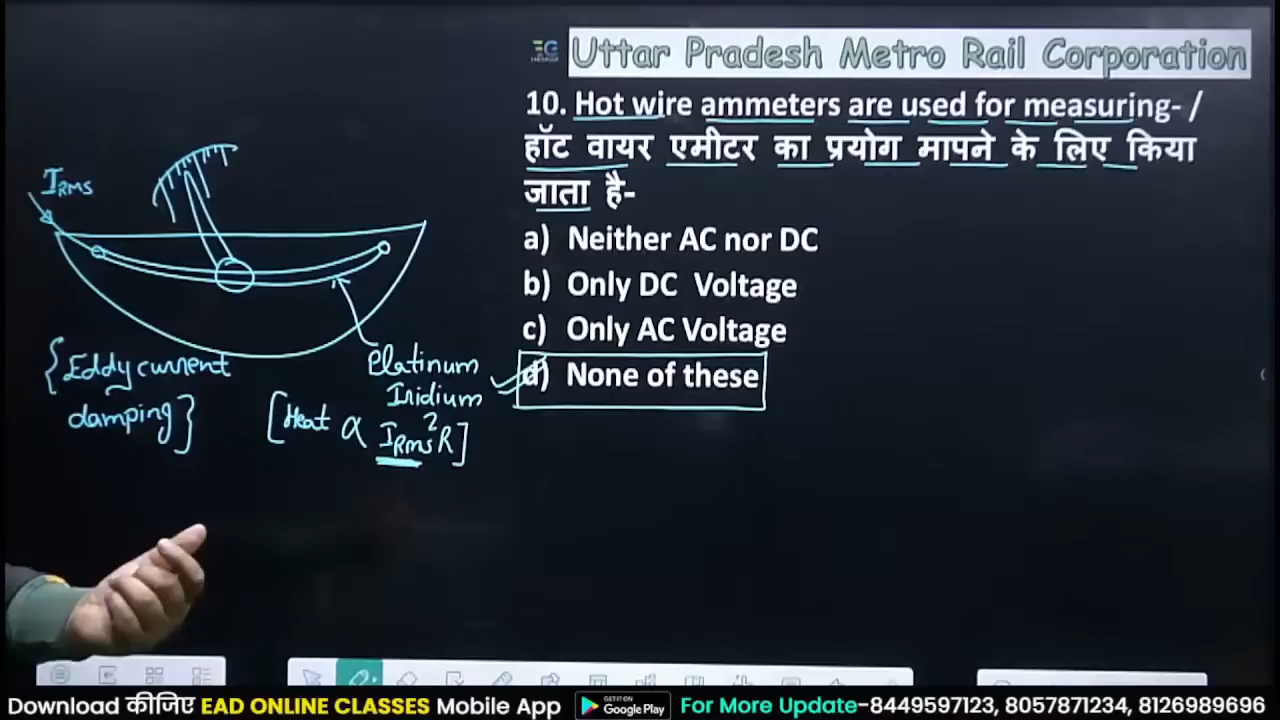 Uttar Pradesh Metro Rail Corporation
10. Hot wire ammeters are used for measuring- /
हॉट वायर एमीटर का प्रयोग मापने के लिए किया
जाता है-
a) Neither AC nor DC
b) Only DC Voltage
c) Only AC Voltage
d) None of these
IRMS
Platinum
Iridium
{Eddy current
damping}
[Heat ∝ IRms²R]
Download कीजिए EAD ONLINE CLASSES Mobile App
GET IT ON
Google Play
For More Update-8449597123, 8057871234, 8126989696